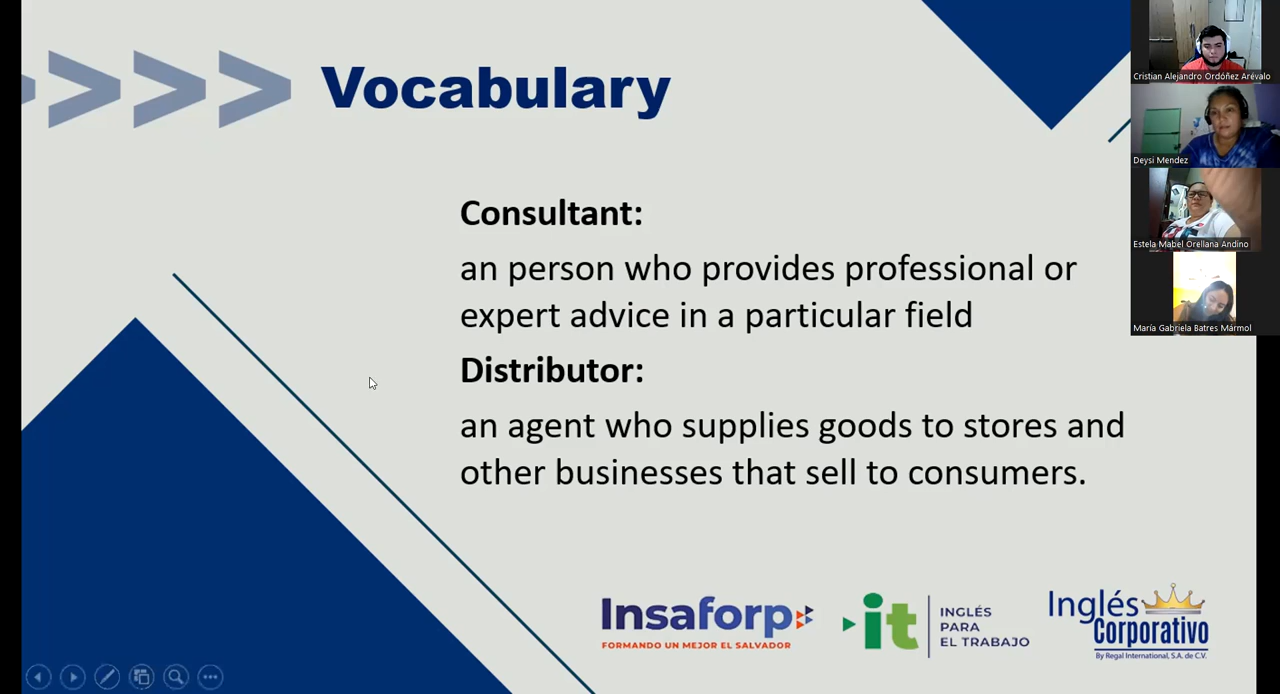 Vocabulary
Consultant:
an person who provides professional or
expert advice in a particular field
Distributor:
an agent who supplies goods to stores and
other businesses that sell to consumers.
Insaforp
FORMANDO UN MEJOR EL SALVADOR
it
INGLÉS
PARA
EL TRABAJO
Inglés
Corporativo
By Regal International, S.A. de C.V.
Cristian Alejandro Ordóñez Arévalo
Deysi Mendez
Estela Mabel Orellana Andino
María Gabriela Batres Mármol